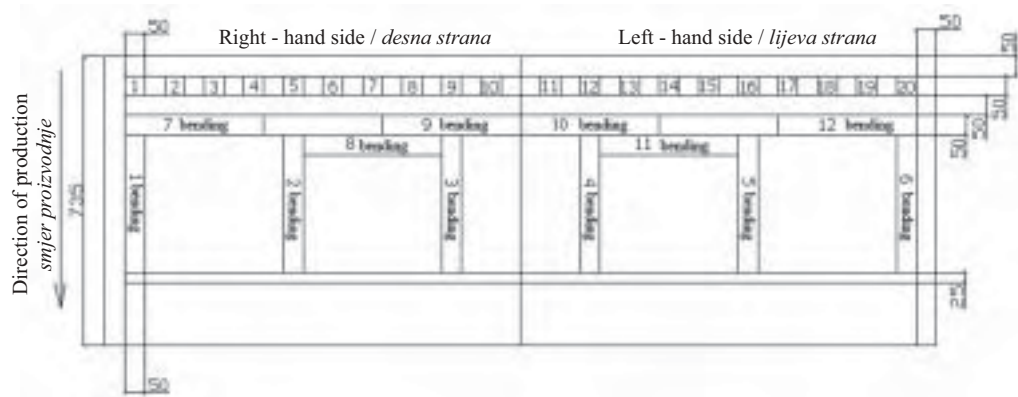 50
50
50
Right - hand side / desna strana
Left - hand side / lijeva strana
1 2 3 4 5 6 7 8 9 10 11 12 13 14 15 16 17 18 19 20
50
7 bending 9 bending 10 bending 12 bending
50
8 bending 11 bending
50
1 bending
2 bending
3 bending
4 bending
5 bending
6 bending
735
Direction of production
smjer proizvodnje
25
50